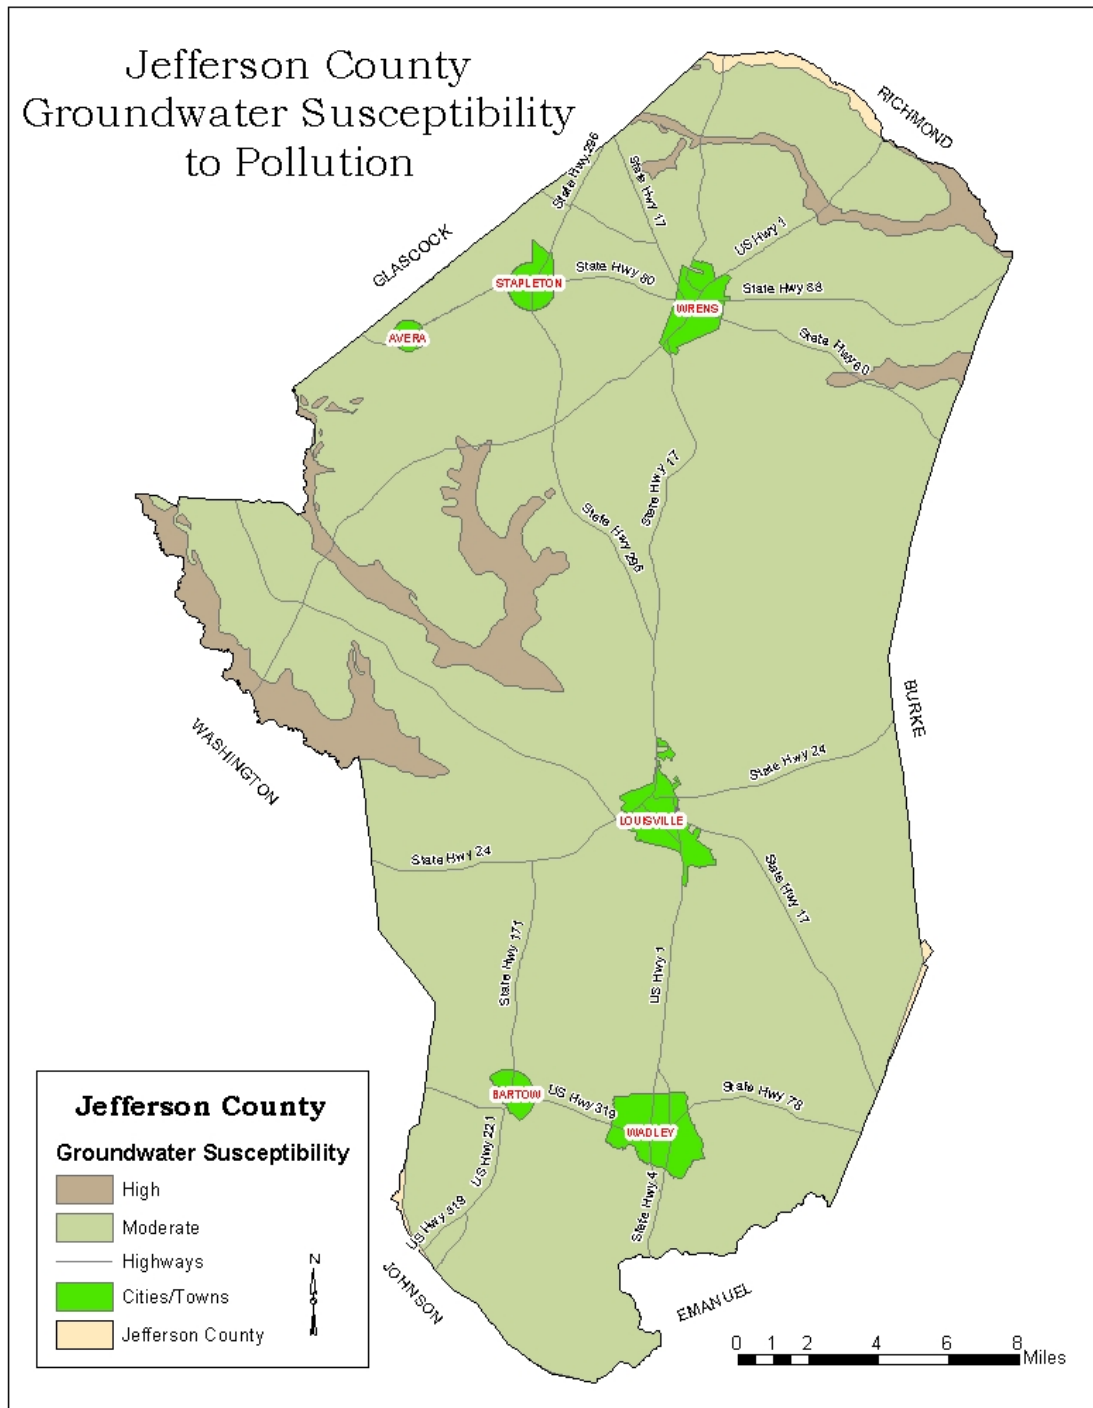 Jefferson County
Groundwater Susceptibility
to Pollution
RICHMOND
State Hwy 296
State Hwy 17
US Hwy 1
GLASCOCK
STAPLETON
State Hwy 80
State Hwy 88
WRENS
AVERA
State Hwy 80
State Hwy 17
State Hwy 296
BURKE
WASHINGTON
State Hwy 24
LOUISVILLE
State Hwy 24
State Hwy 17
State Hwy 171
US Hwy 1
BARTOW
US Hwy 319
State Hwy 78
WADLEY
US Hwy 221
State Hwy 4
US Hwy 319
JOHNSON
EMANUEL
Jefferson County
Groundwater Susceptibility
High
Moderate
Highways
Cities/Towns
Jefferson County
N
0 1 2 4 6 8
Miles